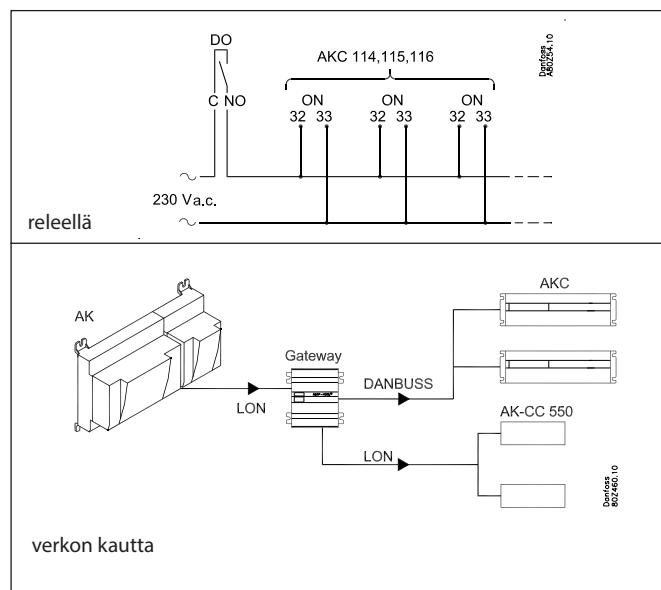 DO
AKC 114,115,116
Danfoss
A80Z54.10
C NO
ON ON ON
32 33 32 33 32 33
230 Va.c.
releellä
AK
AKC
Gateway
LON
DANBUSS
AK-CC 550
LON
Danfoss
80Z460.10
verkon kautta